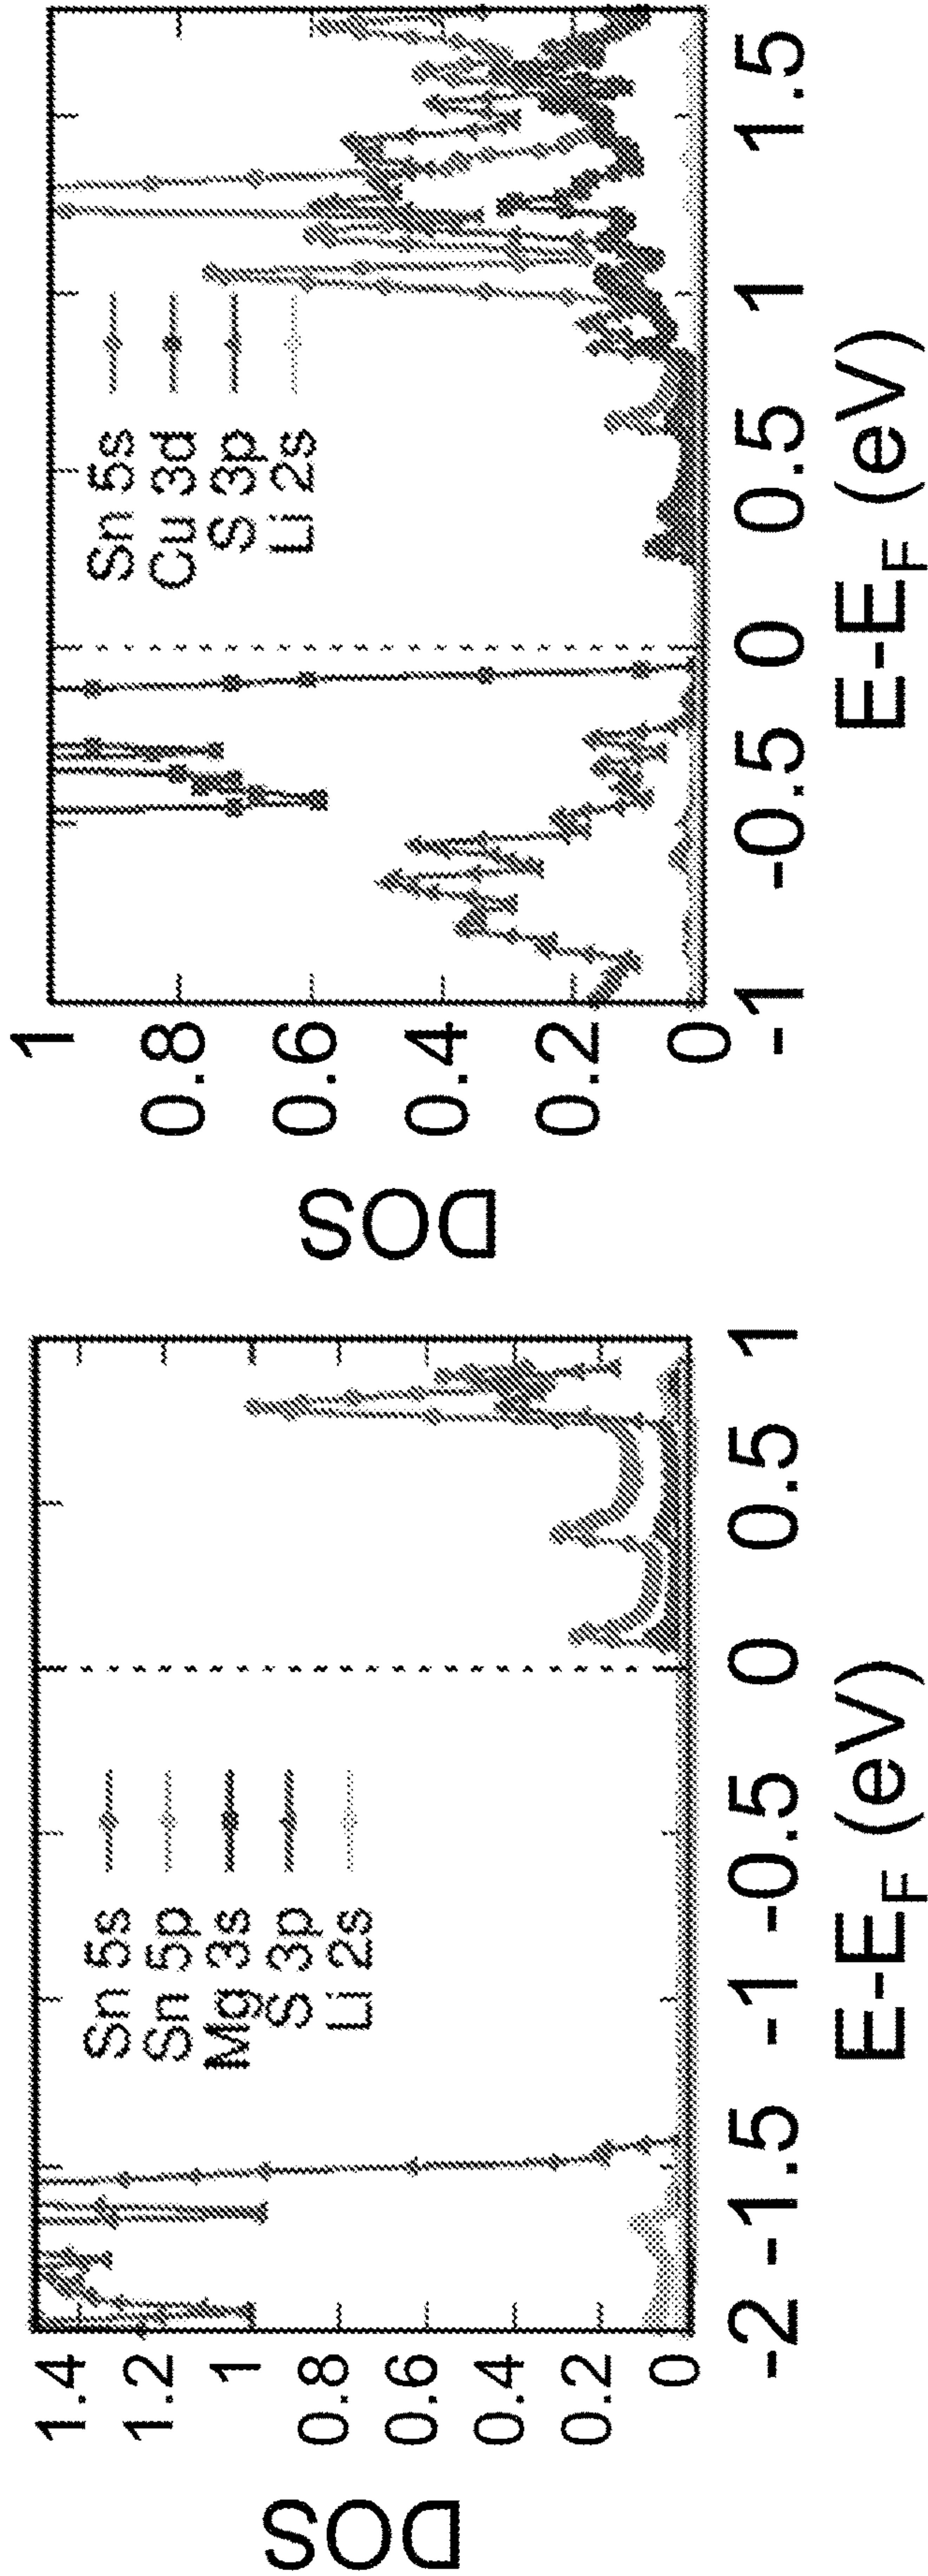 DOS
1.4
1.2
1
0.8
0.6
0.4
0.2
0
Sn 5s
Sn 5p
Mg 3s
S 3p
Li 2s
-2 -1.5 -1 -0.5 0 0.5 1
E-EF (eV)
DOS
1
0.8
0.6
0.4
0.2
0
Sn 5s
Cu 3d
S 3p
Li 2s
-1 -0.5 0 0.5 1 1.5
E-EF (eV)